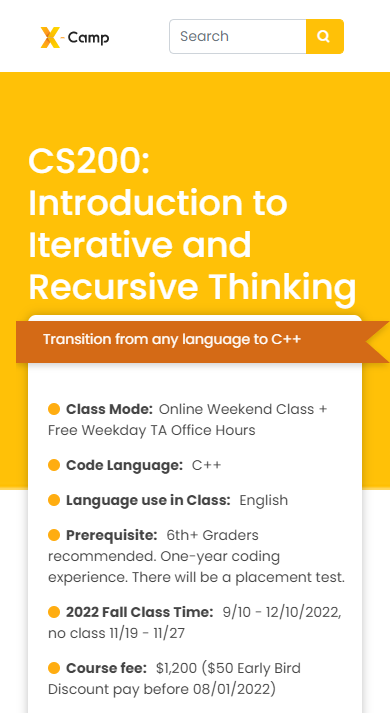 X - Camp
Search
CS200:
Introduction to
Iterative and
Recursive Thinking
Transition from any language to C++
Class Mode: Online Weekend Class +
Free Weekday TA Office Hours
Code Language: C++
Language use in Class: English
Prerequisite: 6th+ Graders
recommended. One-year coding
experience. There will be a placement test.
2022 Fall Class Time: 9/10 - 12/10/2022,
no class 11/19 - 11/27
Course fee: $1,200 ($50 Early Bird
Discount pay before 08/01/2022)